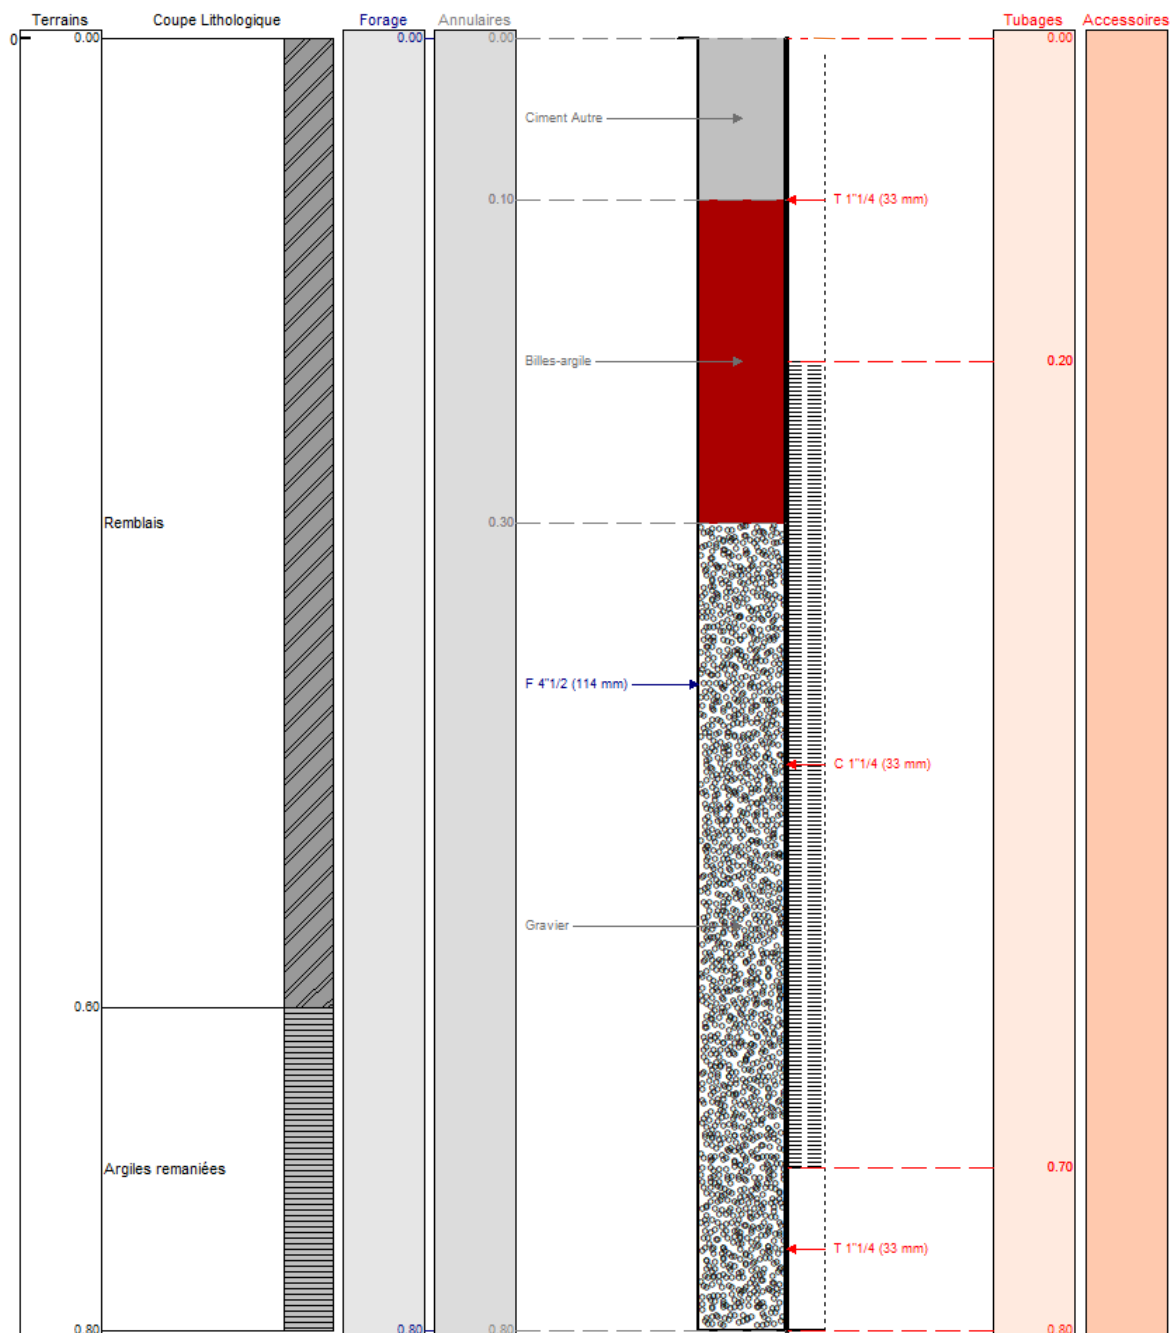 Terrains Coupe Lithologique Forage Annulaires Tubages Accessoires
0 0.00 0.00 0.00 0.00
Ciment Autre
0.10 T 1"1/4 (33 mm)
Billes-argile 0.20
Remblais 0.30
F 4"1/2 (114 mm)
C 1"1/4 (33 mm)
Gravier
0.60
Argiles remaniées 0.70
T 1"1/4 (33 mm)
0.80 0.80 0.80 0.80